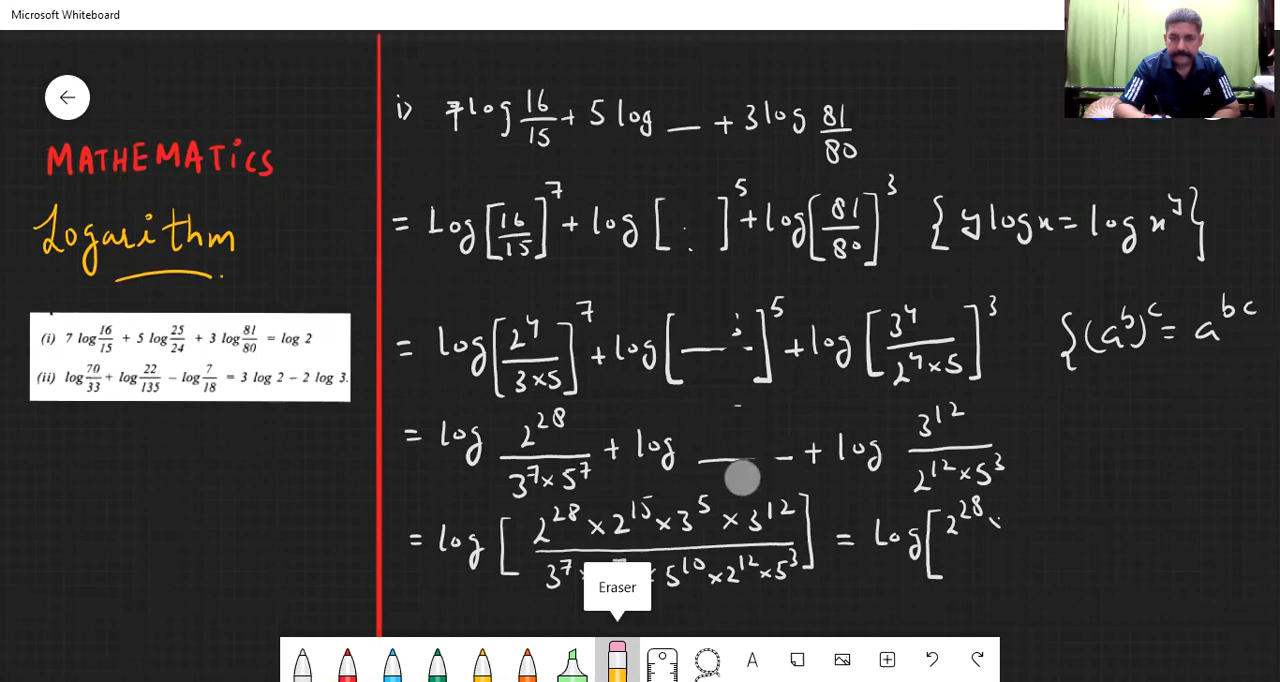 Microsoft Whiteboard
MATHEMATICS
Logarithm
(i) 7 log 16/15 + 5 log 25/24 + 3 log 81/80 = log 2
(ii) log 70/33 + log 22/135 − log 7/18 = 3 log 2 − 2 log 3.
i) 7 log 16/15 + 5 log __ + 3 log 81/80
= Log [16/15]^7 + log [ ]^5 + log [81/80]^3 {y log x = log x^y}
= log [2^4/(3×5)]^7 + log [ __ ]^5 + log [3^4/(2^4×5)]^3 {(a^b)^c = a^bc
= log 2^28/(3^7×5^7) + log __ + log 3^12/(2^12×5^3)
= log [2^28×2^15×3^5×3^12/(3^7× ×5^10×2^12×5^3)] = Log [2^28
Eraser